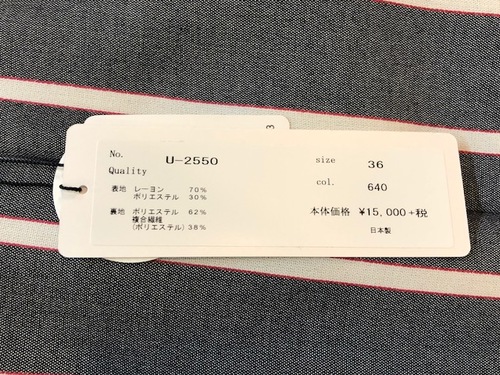 3
No. U-2550 size 36
Quality col. 640
表地 レーヨン 70%
ポリエステル 30%
本体価格 ¥15,000+税
裏地 ポリエステル 62%
複合繊維
(ポリエステル) 38%
日本製